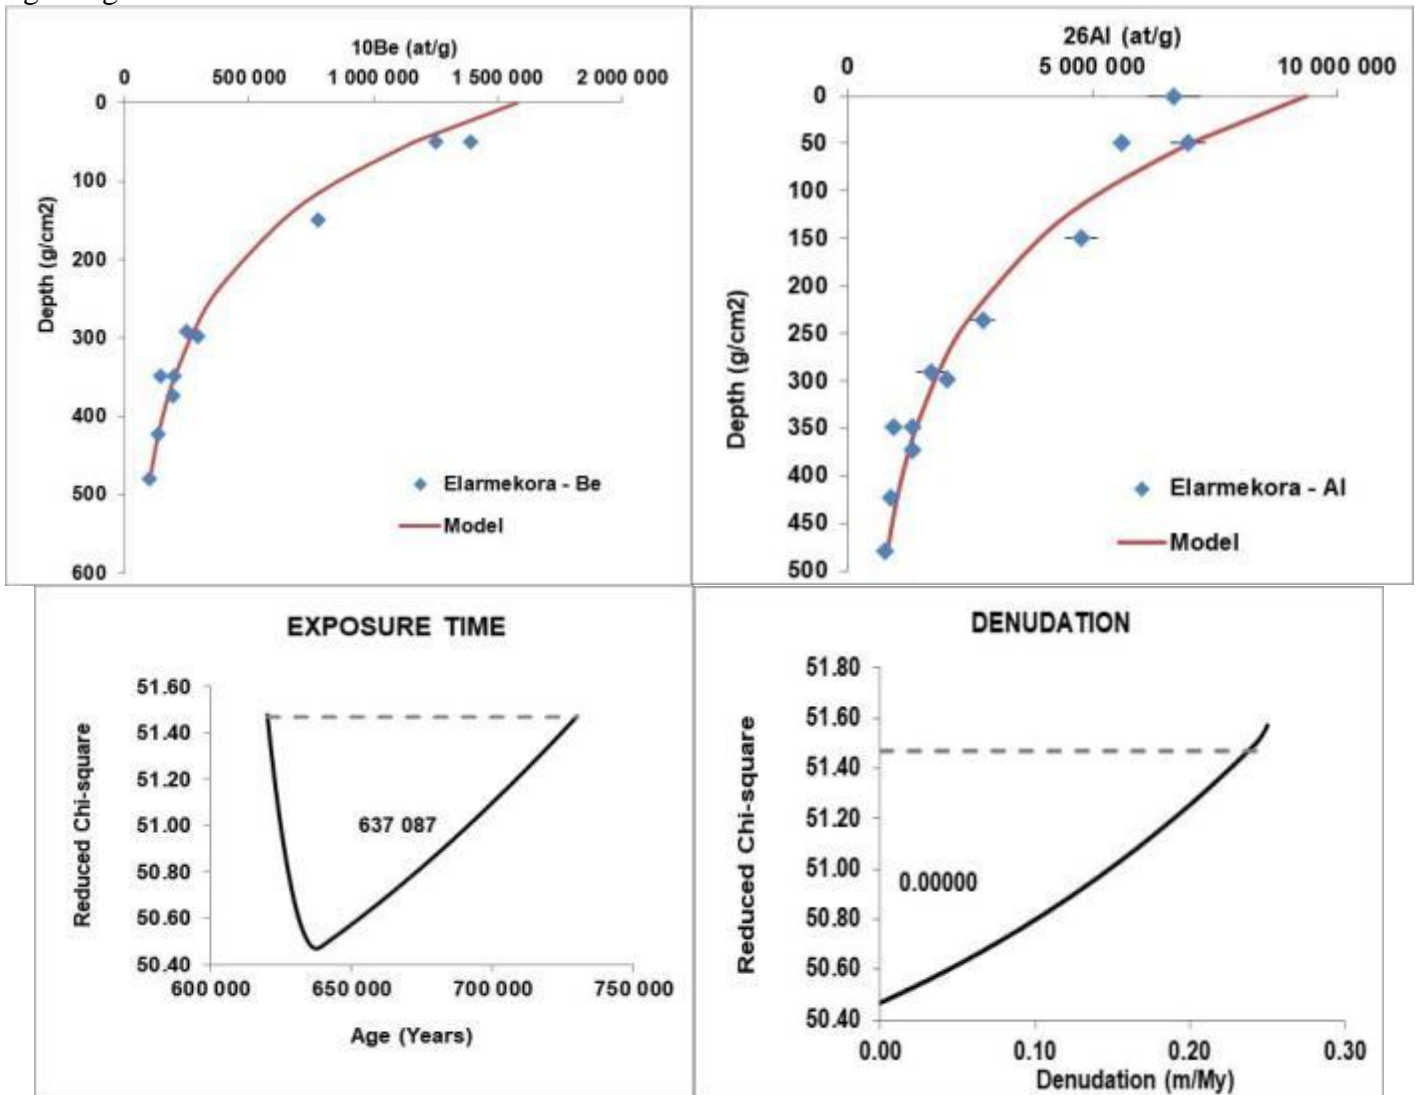 10Be (at/g)
0 500 000 1 000 000 1 500 000 2 000 000
0
100
200
300
400
500
600
Depth (g/cm2)
Elarmekora - Be
Model
26Al (at/g)
0 5 000 000 10 000 000
0
50
100
150
200
250
300
350
400
450
500
Depth (g/cm2)
Elarmekora - Al
Model
EXPOSURE TIME
51.60
51.40
51.20
51.00
50.80
50.60
50.40
Reduced Chi-square
637 087
600 000 650 000 700 000 750 000
Age (Years)
DENUDATION
51.80
51.60
51.40
51.20
51.00
50.80
50.60
50.40
Reduced Chi-square
0.00000
0.00 0.10 0.20 0.30
Denudation (m/My)